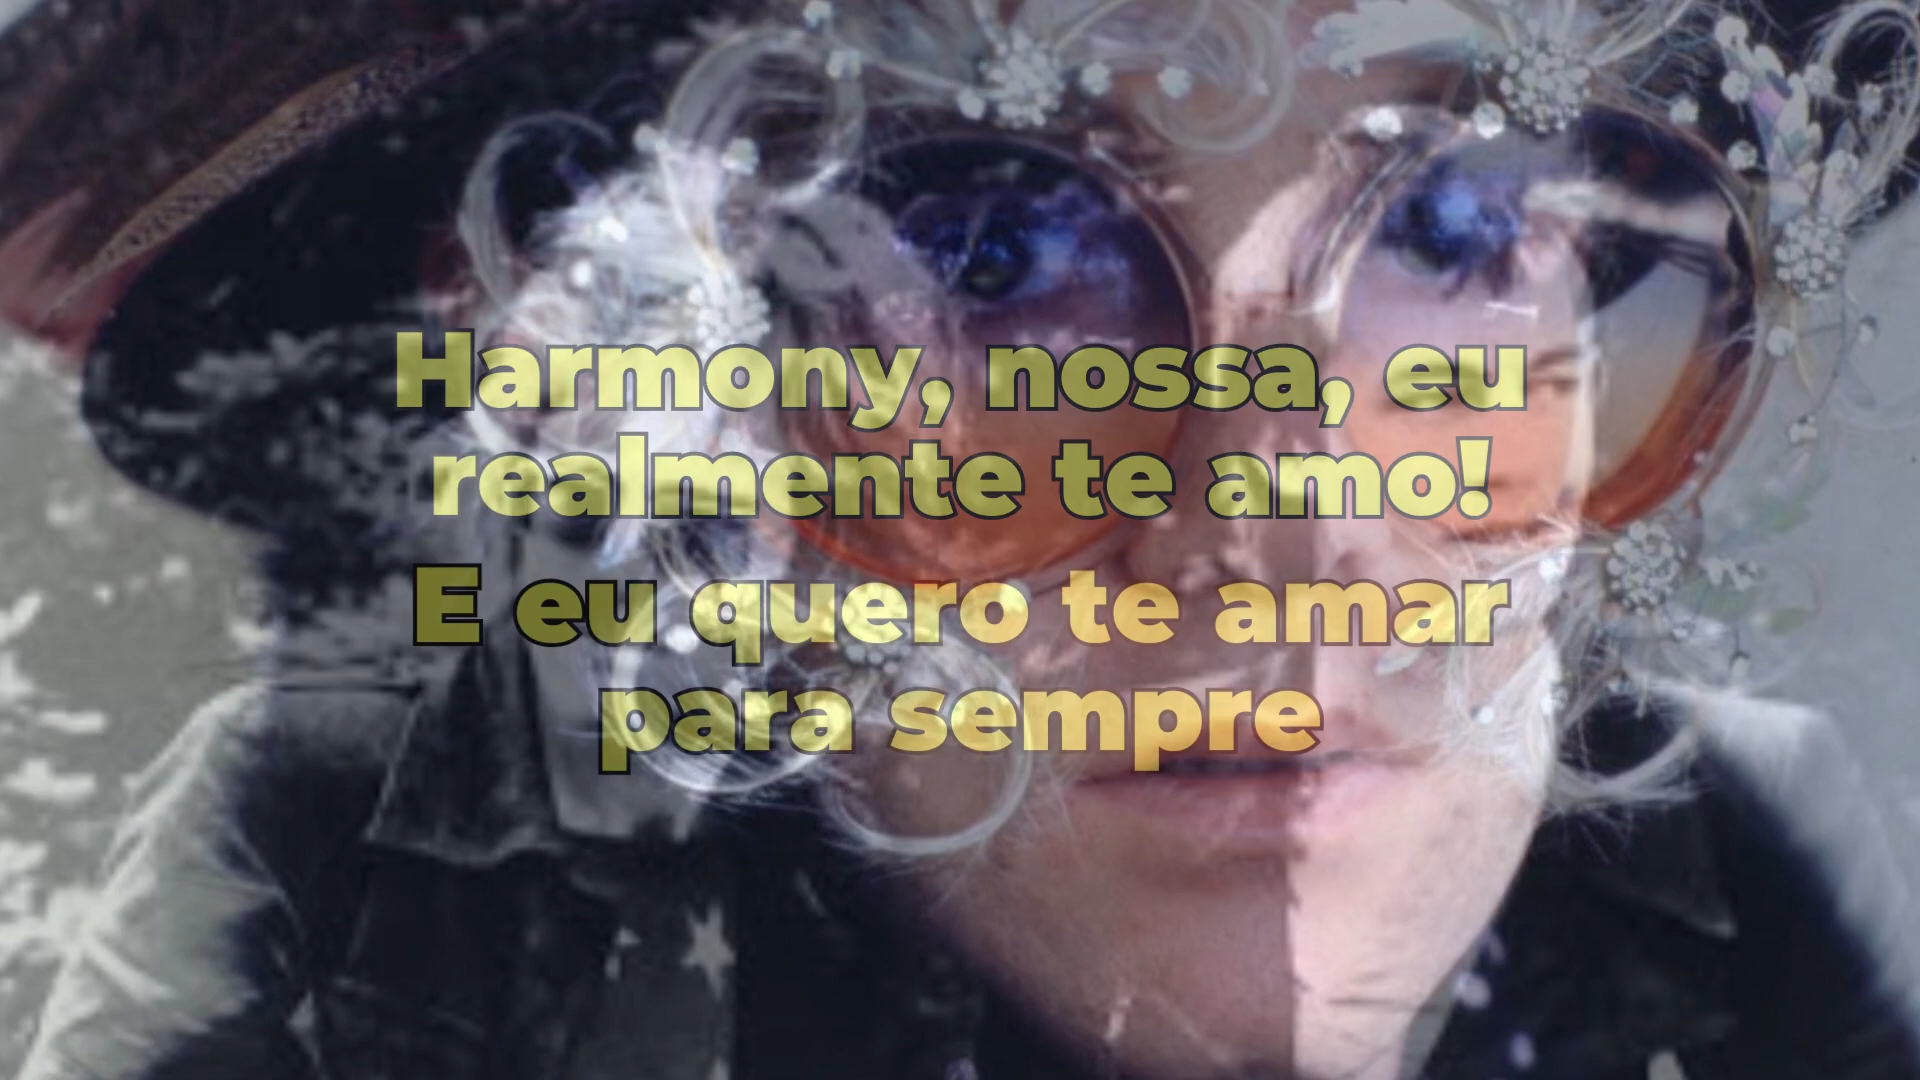 Harmony, nossa, eu
realmente te amo!
E eu quero te amar
para sempre